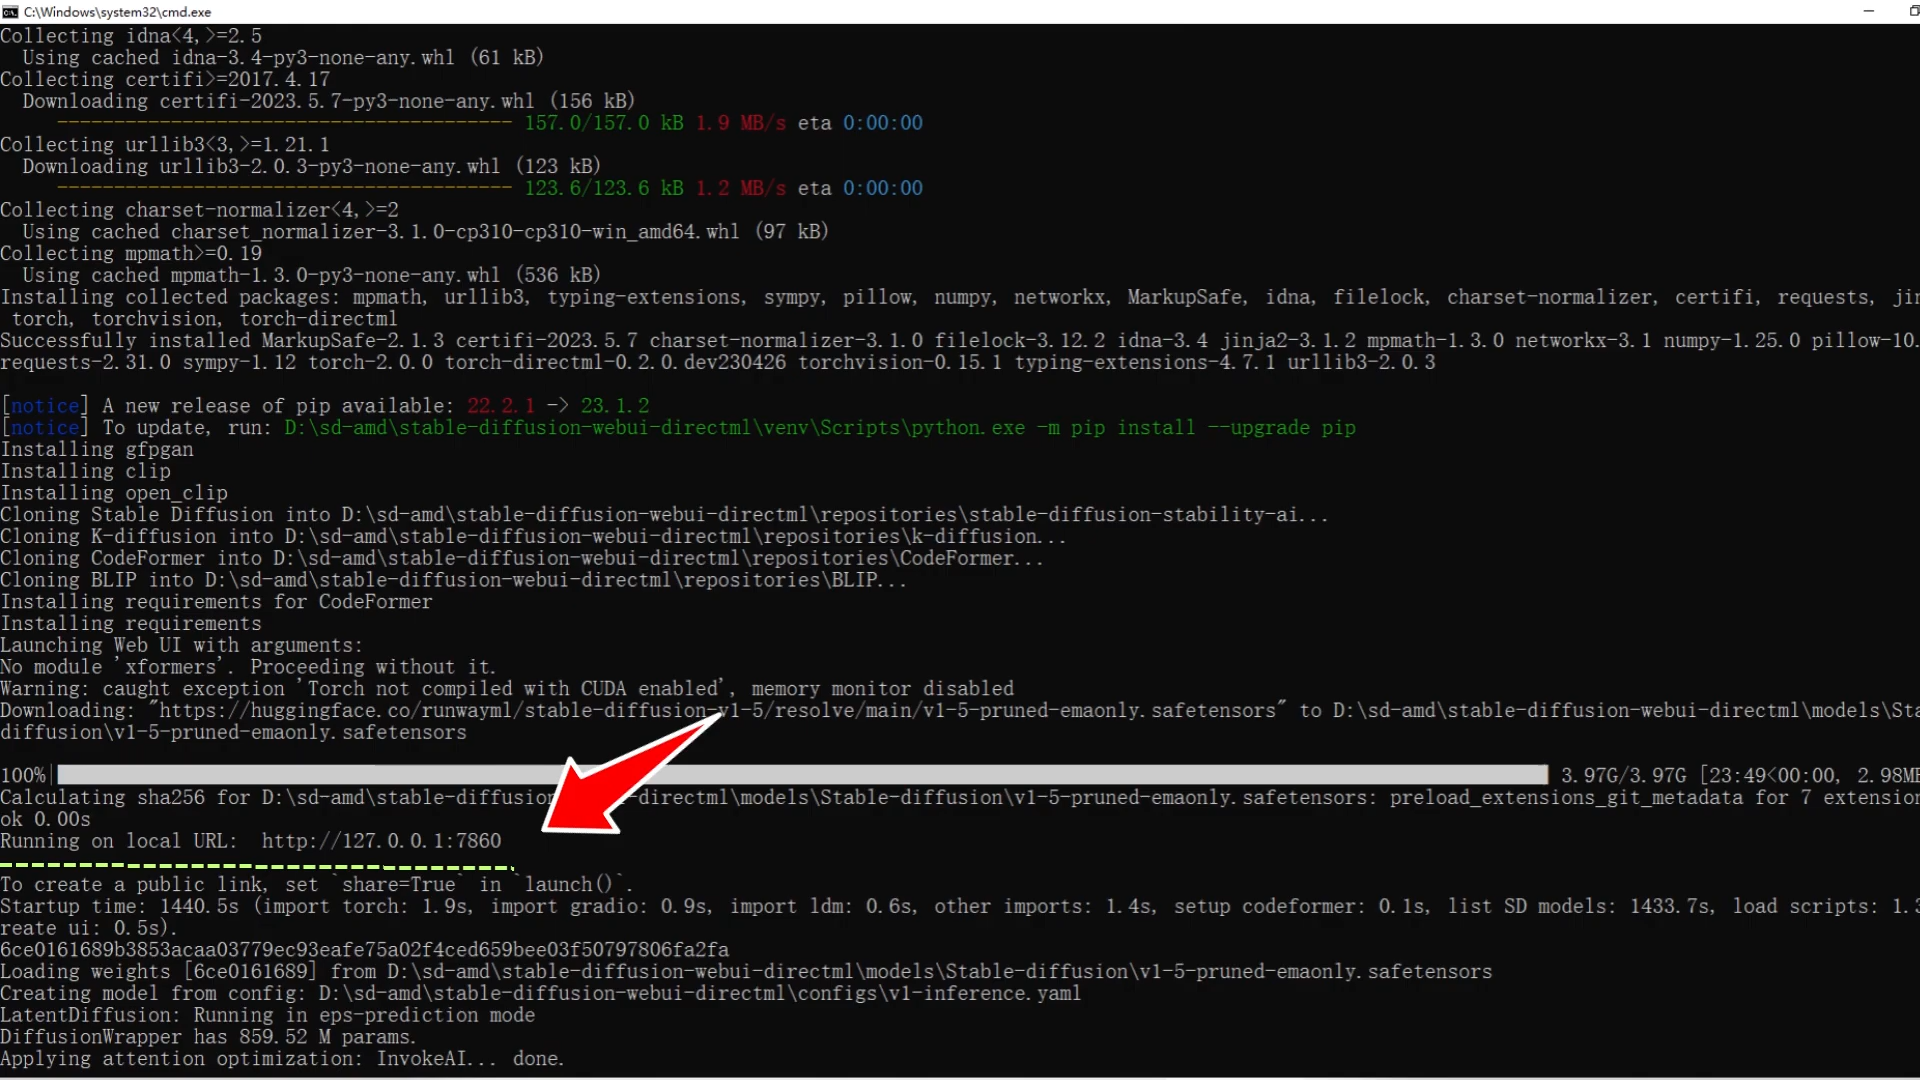 C:\Windows\system32\cmd.exe
Collecting idna<4,>=2.5
Using cached idna-3.4-py3-none-any.whl (61 kB)
Collecting certifi>=2017.4.17
Downloading certifi-2023.5.7-py3-none-any.whl (156 kB)
---------------------------------------- 157.0/157.0 kB 1.9 MB/s eta 0:00:00
Collecting urllib3<3,>=1.21.1
Downloading urllib3-2.0.3-py3-none-any.whl (123 kB)
---------------------------------------- 123.6/123.6 kB 1.2 MB/s eta 0:00:00
Collecting charset-normalizer<4,>=2
Using cached charset_normalizer-3.1.0-cp310-cp310-win_amd64.whl (97 kB)
Collecting mpmath>=0.19
Using cached mpmath-1.3.0-py3-none-any.whl (536 kB)
Installing collected packages: mpmath, urllib3, typing-extensions, sympy, pillow, numpy, networkx, MarkupSafe, idna, filelock, charset-normalizer, certifi, requests, jin
torch, torchvision, torch-directml
Successfully installed MarkupSafe-2.1.3 certifi-2023.5.7 charset-normalizer-3.1.0 filelock-3.12.2 idna-3.4 jinja2-3.1.2 mpmath-1.3.0 networkx-3.1 numpy-1.25.0 pillow-10.
requests-2.31.0 sympy-1.12 torch-2.0.0 torch-directml-0.2.0.dev230426 torchvision-0.15.1 typing-extensions-4.7.1 urllib3-2.0.3
[notice] A new release of pip available: 22.2.1 -> 23.1.2
[notice] To update, run: D:\sd-amd\stable-diffusion-webui-directml\venv\Scripts\python.exe -m pip install --upgrade pip
Installing gfpgan
Installing clip
Installing open_clip
Cloning Stable Diffusion into D:\sd-amd\stable-diffusion-webui-directml\repositories\stable-diffusion-stability-ai...
Cloning K-diffusion into D:\sd-amd\stable-diffusion-webui-directml\repositories\k-diffusion...
Cloning CodeFormer into D:\sd-amd\stable-diffusion-webui-directml\repositories\CodeFormer...
Cloning BLIP into D:\sd-amd\stable-diffusion-webui-directml\repositories\BLIP...
Installing requirements for CodeFormer
Installing requirements
Launching Web UI with arguments:
No module 'xformers'. Proceeding without it.
Warning: caught exception 'Torch not compiled with CUDA enabled', memory monitor disabled
Downloading: "https://huggingface.co/runwayml/stable-diffusion-v1-5/resolve/main/v1-5-pruned-emaonly.safetensors" to D:\sd-amd\stable-diffusion-webui-directml\models\Sta
diffusion\v1-5-pruned-emaonly.safetensors
100% 3.97G/3.97G [23:49<00:00, 2.98MB
Calculating sha256 for D:\sd-amd\stable-diffusion -directml\models\Stable-diffusion\v1-5-pruned-emaonly.safetensors: preload_extensions_git_metadata for 7 extension
ok 0.00s
Running on local URL: http://127.0.0.1:7860
To create a public link, set `share=True` in `launch()`.
Startup time: 1440.5s (import torch: 1.9s, import gradio: 0.9s, import ldm: 0.6s, other imports: 1.4s, setup codeformer: 0.1s, list SD models: 1433.7s, load scripts: 1.3
reate ui: 0.5s).
6ce0161689b3853acaa03779ec93eafe75a02f4ced659bee03f50797806fa2fa
Loading weights [6ce0161689] from D:\sd-amd\stable-diffusion-webui-directml\models\Stable-diffusion\v1-5-pruned-emaonly.safetensors
Creating model from config: D:\sd-amd\stable-diffusion-webui-directml\configs\v1-inference.yaml
LatentDiffusion: Running in eps-prediction mode
DiffusionWrapper has 859.52 M params.
Applying attention optimization: InvokeAI... done.